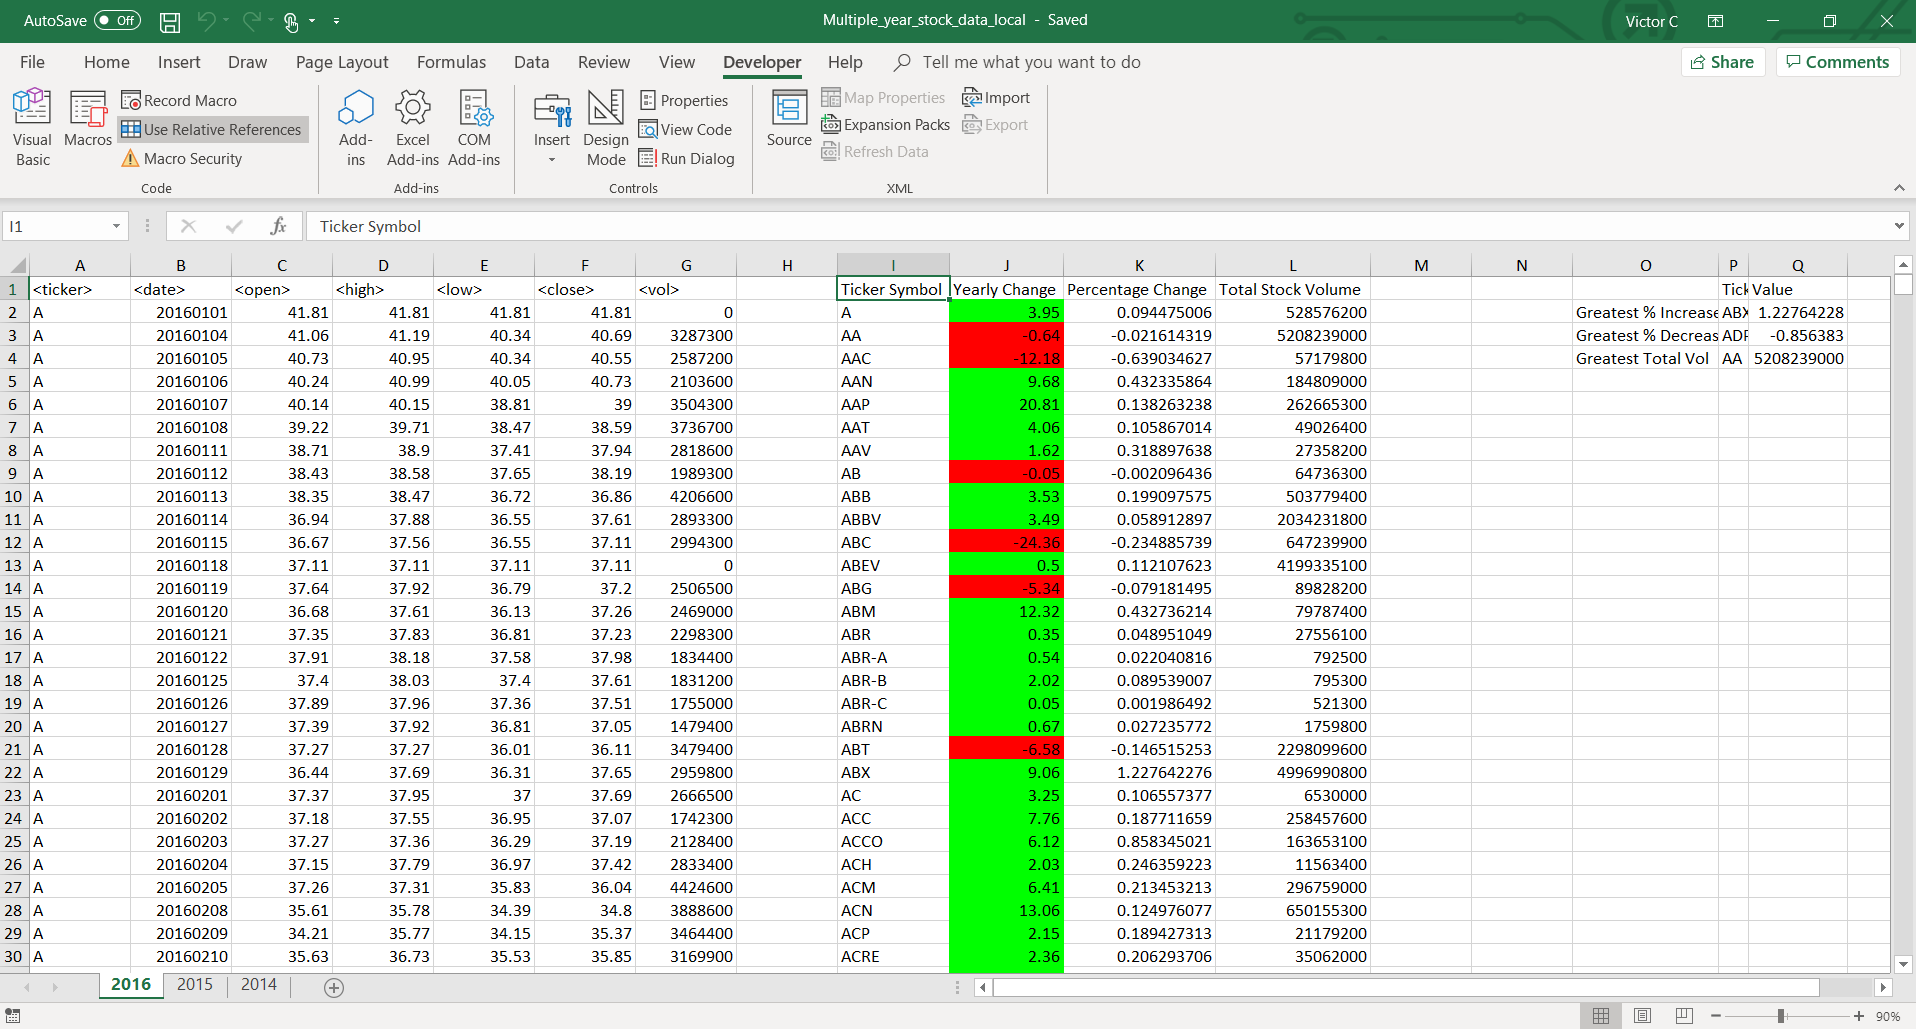 AutoSave Off Multiple_year_stock_data_local - Saved Victor C
File Home Insert Draw Page Layout Formulas Data Review View Developer Help Tell me what you want to do Share Comments
Visual Basic
Macros
Record Macro
Use Relative References
Macro Security
Code
Add-ins
Excel Add-ins
COM Add-ins
Add-ins
Insert
Design Mode
Properties
View Code
Run Dialog
Controls
Source
Map Properties
Expansion Packs
Refresh Data
Import
Export
XML
I1 fx Ticker Symbol
A B C D E F G H I J K L M N O P Q
1 <ticker> <date> <open> <high> <low> <close> <vol> Ticker Symbol Yearly Change Percentage Change Total Stock Volume Tick Value
2 A 20160101 41.81 41.81 41.81 41.81 0 A 3.95 0.094475006 528576200 Greatest % Increase ABX 1.22764228
3 A 20160104 41.06 41.19 40.34 40.69 3287300 AA -0.64 -0.021614319 5208239000 Greatest % Decreas ADF -0.856383
4 A 20160105 40.73 40.95 40.34 40.55 2587200 AAC -12.18 -0.639034627 57179800 Greatest Total Vol AA 5208239000
5 A 20160106 40.24 40.99 40.05 40.73 2103600 AAN 9.68 0.432335864 184809000
6 A 20160107 40.14 40.15 38.81 39 3504300 AAP 20.81 0.138263238 262665300
7 A 20160108 39.22 39.71 38.47 38.59 3736700 AAT 4.06 0.105867014 49026400
8 A 20160111 38.71 38.9 37.41 37.94 2818600 AAV 1.62 0.318897638 27358200
9 A 20160112 38.43 38.58 37.65 38.19 1989300 AB -0.05 -0.002096436 64736300
10 A 20160113 38.35 38.47 36.72 36.86 4206600 ABB 3.53 0.199097575 503779400
11 A 20160114 36.94 37.88 36.55 37.61 2893300 ABBV 3.49 0.058912897 2034231800
12 A 20160115 36.67 37.56 36.55 37.11 2994300 ABC -24.36 -0.234885739 647239900
13 A 20160118 37.11 37.11 37.11 37.11 0 ABEV 0.5 0.112107623 4199335100
14 A 20160119 37.64 37.92 36.79 37.2 2506500 ABG -5.34 -0.079181495 89828200
15 A 20160120 36.68 37.61 36.13 37.26 2469000 ABM 12.32 0.432736214 79787400
16 A 20160121 37.35 37.83 36.81 37.23 2298300 ABR 0.35 0.048951049 27556100
17 A 20160122 37.91 38.18 37.58 37.98 1834400 ABR-A 0.54 0.022040816 792500
18 A 20160125 37.4 38.03 37.4 37.61 1831200 ABR-B 2.02 0.089539007 795300
19 A 20160126 37.89 37.96 37.36 37.51 1755000 ABR-C 0.05 0.001986492 521300
20 A 20160127 37.39 37.92 36.81 37.05 1479400 ABRN 0.67 0.027235772 1759800
21 A 20160128 37.27 37.27 36.01 36.11 3479400 ABT -6.58 -0.146515253 2298099600
22 A 20160129 36.44 37.69 36.31 37.65 2959800 ABX 9.06 1.227642276 4996990800
23 A 20160201 37.37 37.95 37 37.69 2666500 AC 3.25 0.106557377 6530000
24 A 20160202 37.18 37.55 36.95 37.07 1742300 ACC 7.76 0.187711659 258457600
25 A 20160203 37.27 37.36 36.29 37.19 2128400 ACCO 6.12 0.858345021 163653100
26 A 20160204 37.15 37.79 36.97 37.42 2833400 ACH 2.03 0.246359223 11563400
27 A 20160205 37.26 37.31 35.83 36.04 4424600 ACM 6.41 0.213453213 296759000
28 A 20160208 35.61 35.78 34.39 34.8 3888600 ACN 13.06 0.124976077 650155300
29 A 20160209 34.21 35.77 34.15 35.37 3464400 ACP 2.15 0.189427313 21179200
30 A 20160210 35.63 36.73 35.53 35.85 3169900 ACRE 2.36 0.206293706 35062000
2016 2015 2014
90%